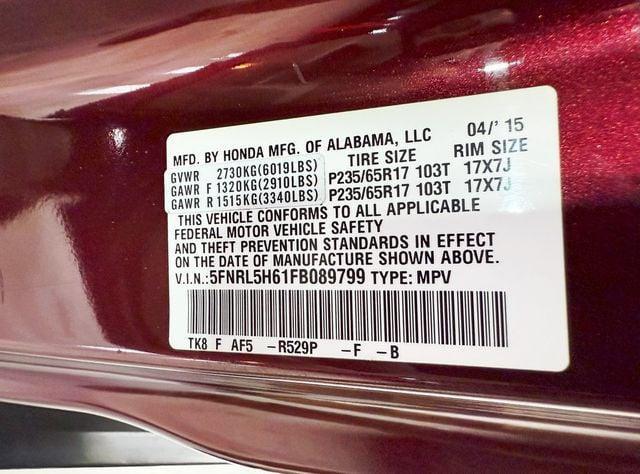 MFD. BY HONDA MFG. OF ALABAMA, LLC 04/' 15
TIRE SIZE RIM SIZE
GVWR 2730KG(6019LBS)
GAWR F 1320KG(2910LBS) P235/65R17 103T 17X7J
GAWR R 1515KG(3340LBS) P235/65R17 103T 17X7J
THIS VEHICLE CONFORMS TO ALL APPLICABLE
FEDERAL MOTOR VEHICLE SAFETY
AND THEFT PREVENTION STANDARDS IN EFFECT
ON THE DATE OF MANUFACTURE SHOWN ABOVE.
V.I.N.:5FNRL5H61FB089799 TYPE: MPV
TK8 F AF5 -R529P -F -B